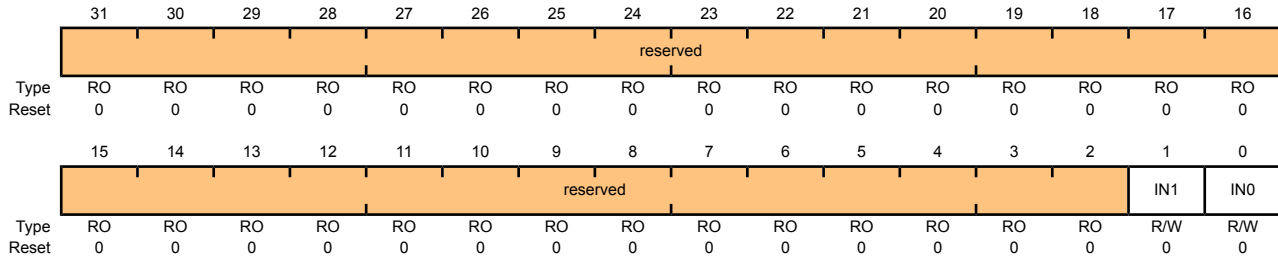 31 30 29 28 27 26 25 24 23 22 21 20 19 18 17 16
reserved
Type RO RO RO RO RO RO RO RO RO RO RO RO RO RO RO RO
Reset 0 0 0 0 0 0 0 0 0 0 0 0 0 0 0 0
15 14 13 12 11 10 9 8 7 6 5 4 3 2 1 0
reserved IN1 IN0
Type RO RO RO RO RO RO RO RO RO RO RO RO RO RO R/W R/W
Reset 0 0 0 0 0 0 0 0 0 0 0 0 0 0 0 0